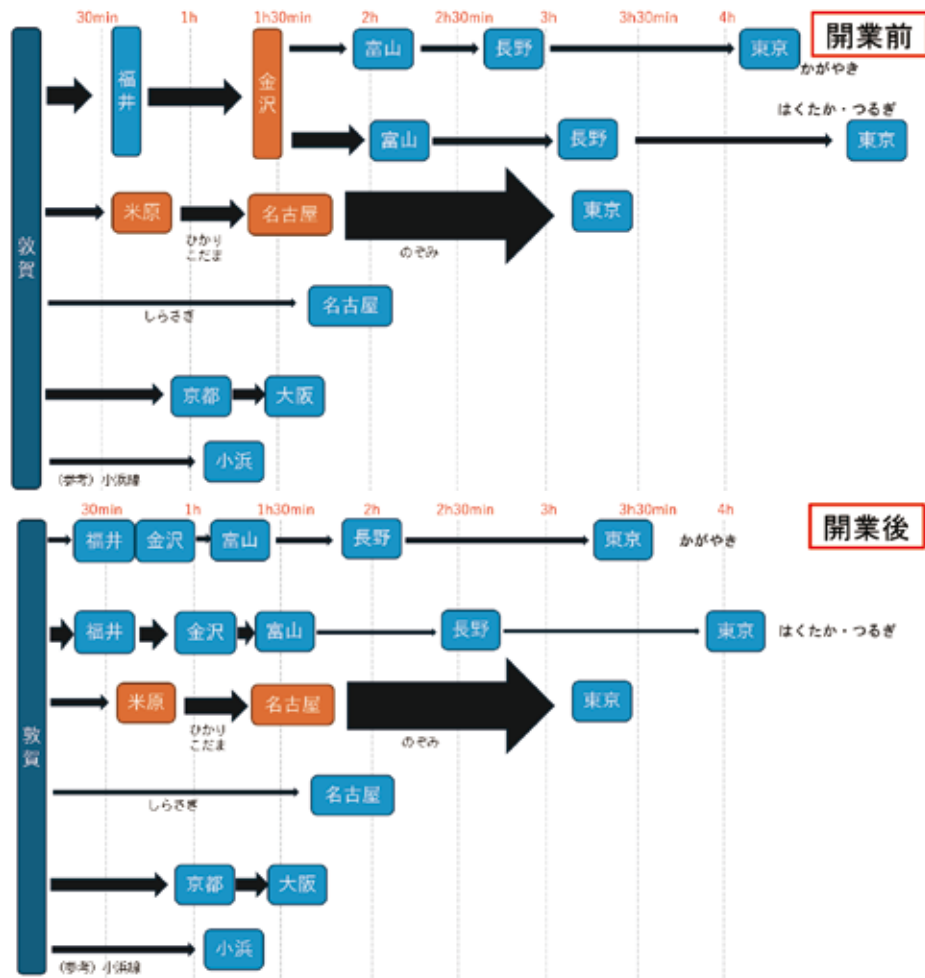 30min 1h 1h30min 2h 2h30min 3h 3h30min 4h
開業前
敦賀
福井
金沢
富山 長野 東京
かがやき
はくたか・つるぎ
富山 長野 東京
米原 名古屋 東京
ひかり
こだま
のぞみ
名古屋
しらさぎ
京都 大阪
小浜
(参考)小浜線
30min 1h 1h30min 2h 2h30min 3h 3h30min 4h
開業後
敦賀
福井 金沢 富山 長野 東京 かがやき
福井 金沢 富山 長野 東京 はくたか・つるぎ
米原 名古屋 東京
ひかり
こだま
のぞみ
名古屋
しらさぎ
京都 大阪
小浜
(参考)小浜線